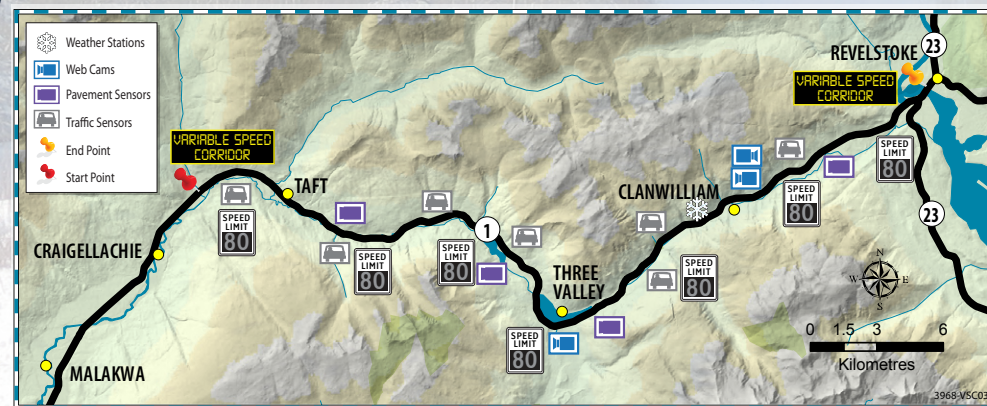 Weather Stations
Web Cams
Pavement Sensors
Traffic Sensors
End Point
Start Point
REVELSTOKE
23
VARIABLE SPEED
CORRIDOR
VARIABLE SPEED
CORRIDOR
TAFT
CLANWILLIAM
SPEED
LIMIT
80
SPEED
LIMIT
80
SPEED
LIMIT
80
23
CRAIGELLACHIE
1
SPEED
LIMIT
80
SPEED
LIMIT
80
THREE
VALLEY
SPEED
LIMIT
80
N
W
E
S
SPEED
LIMIT
80
0 1.5 3 6
Kilometres
MALAKWA
3968-VSC03